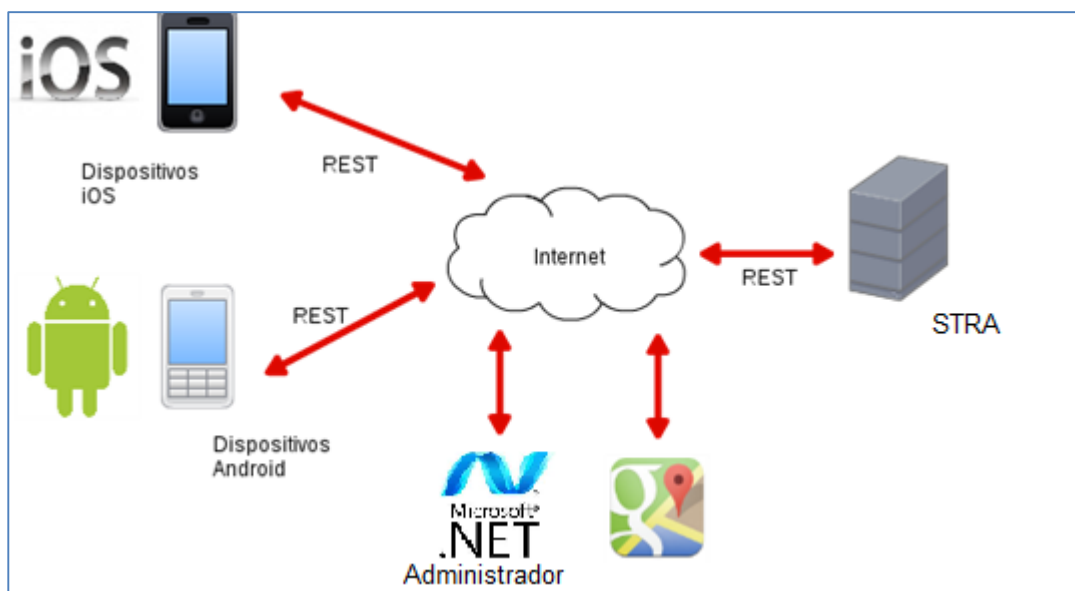 iOS
Dispositivos
iOS
REST
Internet
REST
STRA
REST
Dispositivos
Android
Microsoft®
.NET
Administrador
g